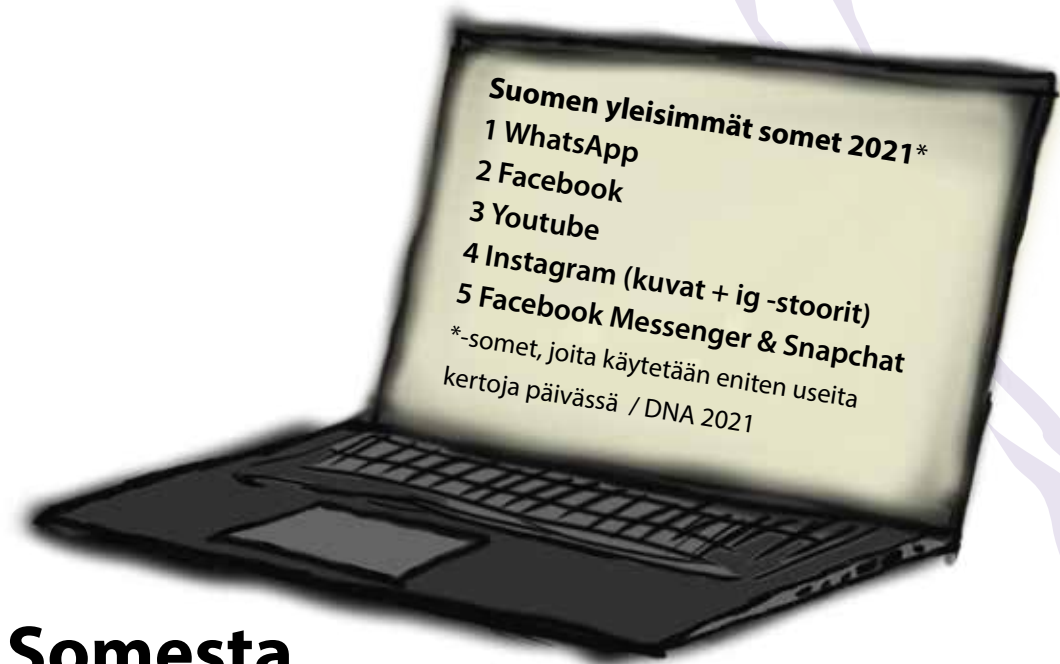 Suomen yleisimmät somet 2021*
1 WhatsApp
2 Facebook
3 Youtube
4 Instagram (kuvat + ig -stoorit)
5 Facebook Messenger & Snapchat
*-somet, joita käytetään eniten useita
kertoja päivässä / DNA 2021
Somesta